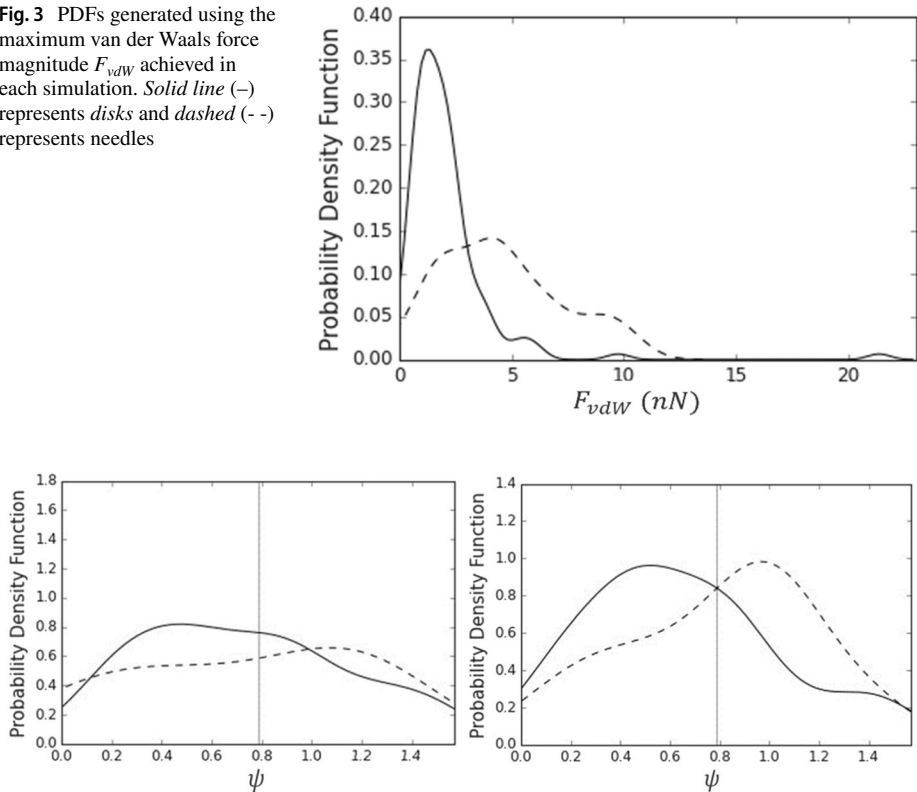 Fig. 3 PDFs generated using the
maximum van der Waals force
magnitude FvdW achieved in
each simulation. Solid line (–)
represents disks and dashed (- -)
represents needles
0.40
0.35
0.30
0.25
0.20
0.15
0.10
0.05
0.00
Probability Density Function
0 5 10 15 20
FvdW (nN)
1.8
1.6
1.4
1.2
1.0
0.8
0.6
0.4
0.2
0.0
Probability Density Function
0.0 0.2 0.4 0.6 0.8 1.0 1.2 1.4
ψ
1.4
1.2
1.0
0.8
0.6
0.4
0.2
0.0
Probability Density Function
0.0 0.2 0.4 0.6 0.8 1.0 1.2 1.4
ψ